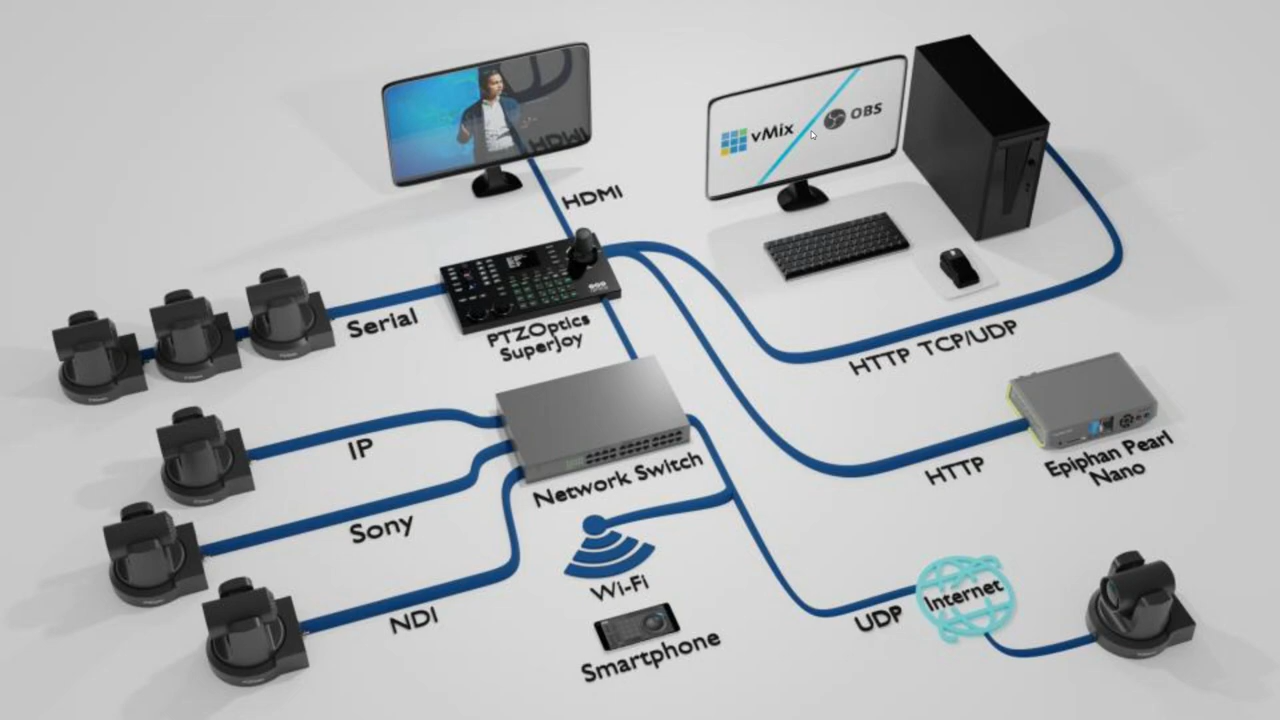 HDMI
vMix
OBS
HDMI
Serial
PTZOptics
SuperJoy
HTTP TCP/UDP
IP
Network Switch
HTTP
Epiphan Pearl
Nano
Sony
Wi-Fi
NDI
UDP
Internet
Smartphone